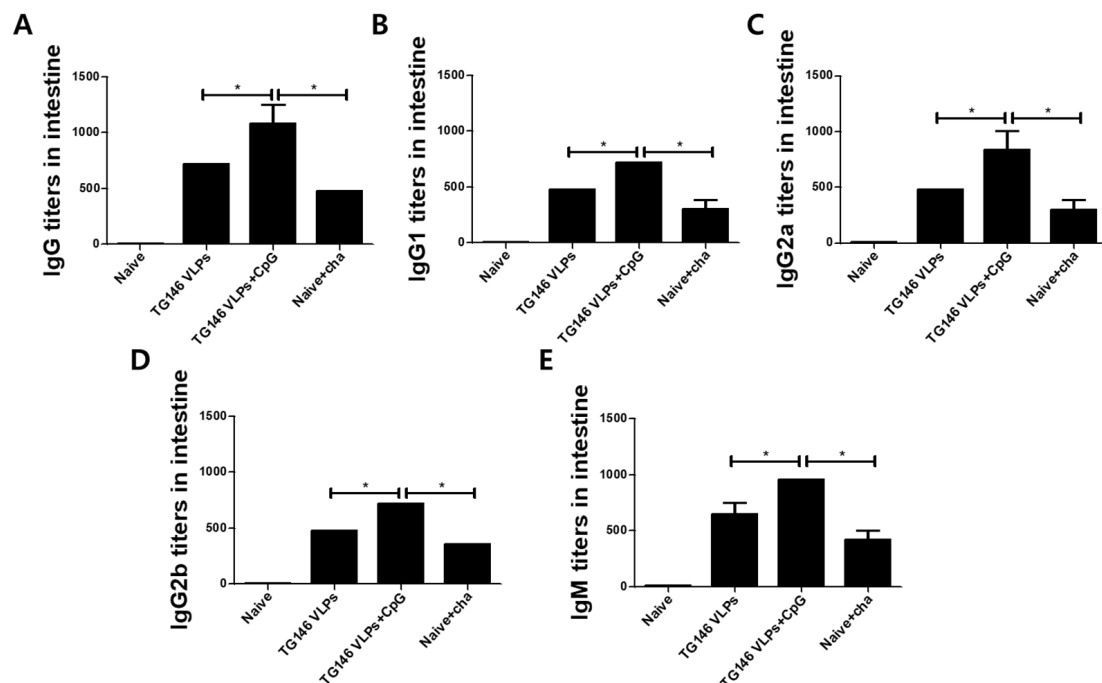 A
IgG titers in intestine
1500
1000
500
0
*
*
Naive
TG146 VLPs
TG146 VLPs+CpG
Naive+cha
B
IgG1 titers in intestine
1500
1000
500
0
*
*
Naive
TG146 VLPs
TG146 VLPs+CpG
Naive+cha
C
IgG2a titers in intestine
1500
1000
500
0
*
*
Naive
TG146 VLPs
TG146 VLPs+CpG
Naive+cha
D
IgG2b titers in intestine
1500
1000
500
0
*
*
Naive
TG146 VLPs
TG146 VLPs+CpG
Naive+cha
E
IgM titers in intestine
1500
1000
500
0
*
*
Naive
TG146 VLPs
TG146 VLPs+CpG
Naive+cha